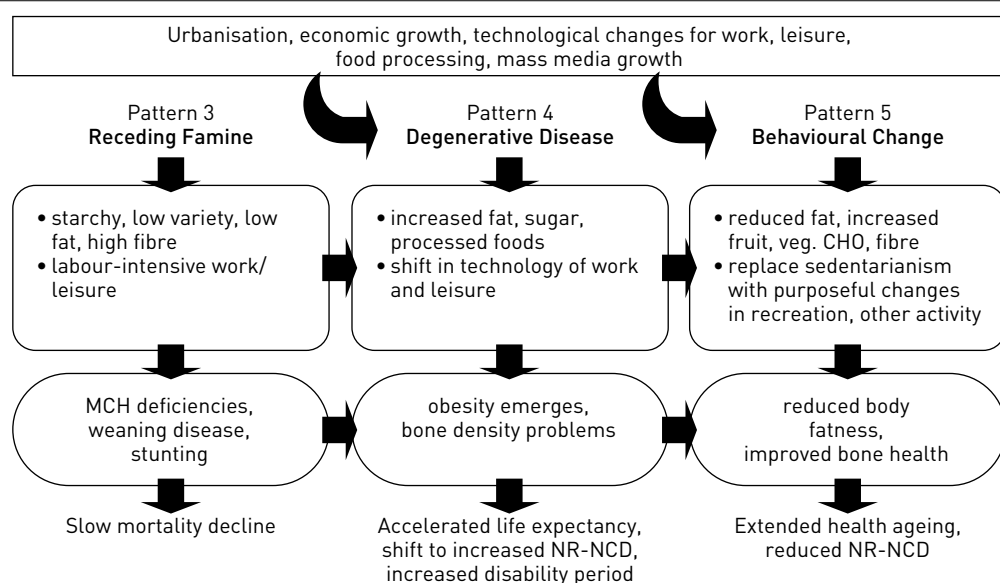 Urbanisation, economic growth, technological changes for work, leisure,
food processing, mass media growth
Pattern 3
Receding Famine
Pattern 4
Degenerative Disease
Pattern 5
Behavioural Change
• starchy, low variety, low
fat, high fibre
• labour-intensive work/
leisure
• increased fat, sugar,
processed foods
• shift in technology of work
and leisure
• reduced fat, increased
fruit, veg. CHO, fibre
• replace sedentarianism
with purposeful changes
in recreation, other activity
MCH deficiencies,
weaning disease,
stunting
obesity emerges,
bone density problems
reduced body
fatness,
improved bone health
Slow mortality decline
Accelerated life expectancy,
shift to increased NR-NCD,
increased disability period
Extended health ageing,
reduced NR-NCD